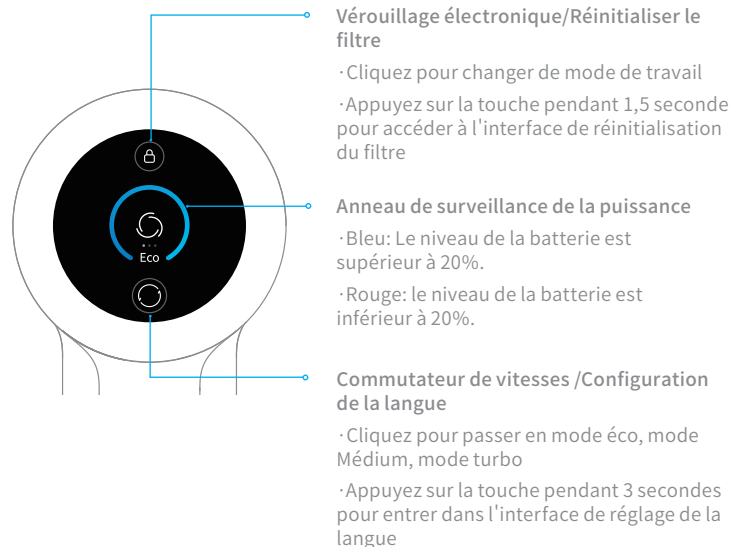 Vérouillage électronique/Réinitialiser le
filtre
·Cliquez pour changer de mode de travail
·Appuyez sur la touche pendant 1,5 seconde
pour accéder à l'interface de réinitialisation
du filtre
Anneau de surveillance de la puissance
·Bleu: Le niveau de la batterie est
supérieur à 20%.
·Rouge: le niveau de la batterie est
inférieur à 20%.
Eco
Commutateur de vitesses /Configuration
de la langue
·Cliquez pour passer en mode éco, mode
Médium, mode turbo
·Appuyez sur la touche pendant 3 secondes
pour entrer dans l'interface de réglage de la
langue